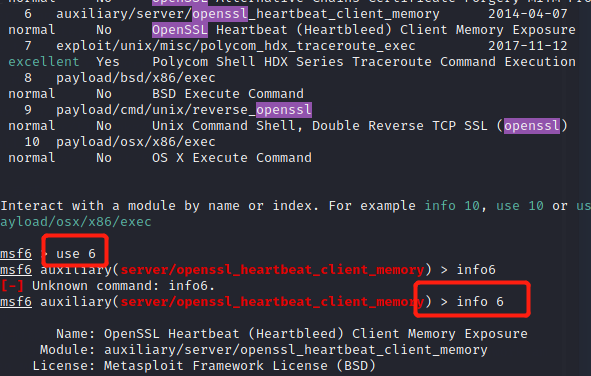 normal No OpenSSL Alternative Chains Certificate Forgery MITM Pro
6 auxiliary/server/openssl_heartbeat_client_memory 2014-04-07
normal No OpenSSL Heartbeat (Heartbleed) Client Memory Exposure
7 exploit/unix/misc/polycom_hdx_traceroute_exec 2017-11-12
excellent Yes Polycom Shell HDX Series Traceroute Command Execution
8 payload/bsd/x86/exec
normal No BSD Execute Command
9 payload/cmd/unix/reverse_openssl
normal No Unix Command Shell, Double Reverse TCP SSL (openssl)
10 payload/osx/x86/exec
normal No OS X Execute Command
Interact with a module by name or index. For example info 10, use 10 or us
ayload/osx/x86/exec
msf6 > use 6
msf6 auxiliary(server/openssl_heartbeat_client_memory) > info6
[-] Unknown command: info6.
msf6 auxiliary(server/openssl_heartbeat_client_memory) > info 6
Name: OpenSSL Heartbeat (Heartbleed) Client Memory Exposure
Module: auxiliary/server/openssl_heartbeat_client_memory
License: Metasploit Framework License (BSD)